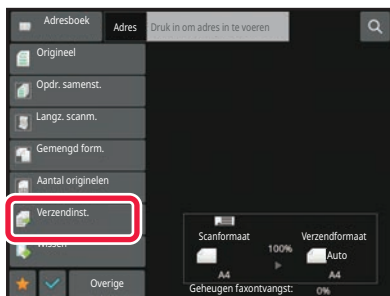 Adresboek
Adres
Druk in om adres in te voeren
Origineel
Opdr. samenst.
Langz. scanm.
Gemengd form.
Aantal originelen
Verzendinst.
Wissen
Overige
Scanformaat
100%
Verzendformaat
Auto
A4
A4
Geheugen faxontvangst:
0%